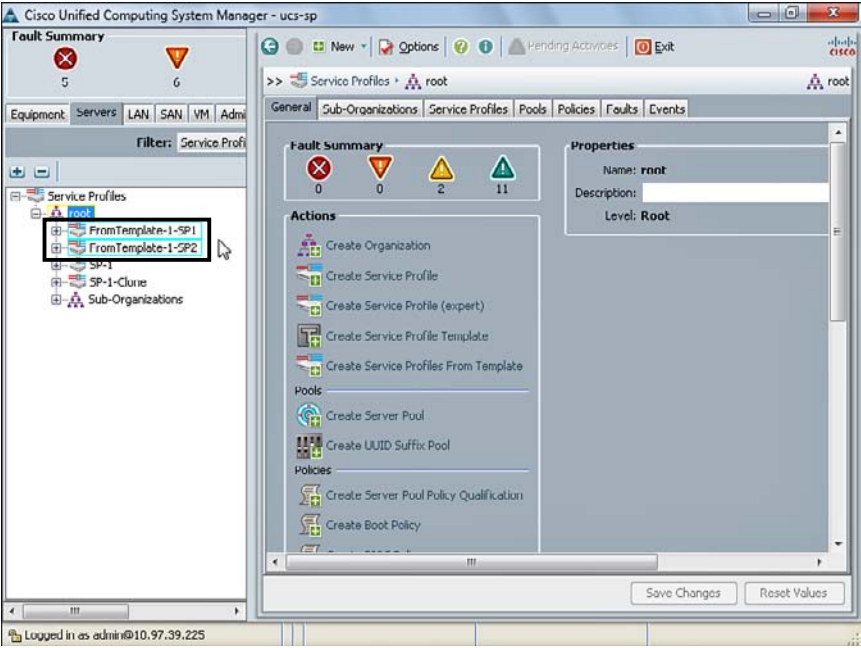 Cisco Unified Computing System Manager - ucs-sp
Fault Summary
5 6
Equipment Servers LAN SAN VM Admi
Filter: Service Profi
Service Profiles
root
FromTemplate-1-SP1
FromTemplate-1-SP2
SP-1
SP-1-Clone
Sub-Organizations
New Options ? i Pending Activities Exit
CISCO
>> Service Profiles root
root
General Sub-Organizations Service Profiles Pools Policies Faults Events
Fault Summary
0 0 2 11
Properties
Name: root
Description:
Level: Root
Actions
Create Organization
Create Service Profile
Create Service Profile (expert)
Create Service Profile Template
Create Service Profiles From Template
Pools
Create Server Pool
Create UUID Suffix Pool
Policies
Create Server Pool Policy Qualification
Create Boot Policy
Save Changes Reset Values
Logged in as admin@10.97.39.225